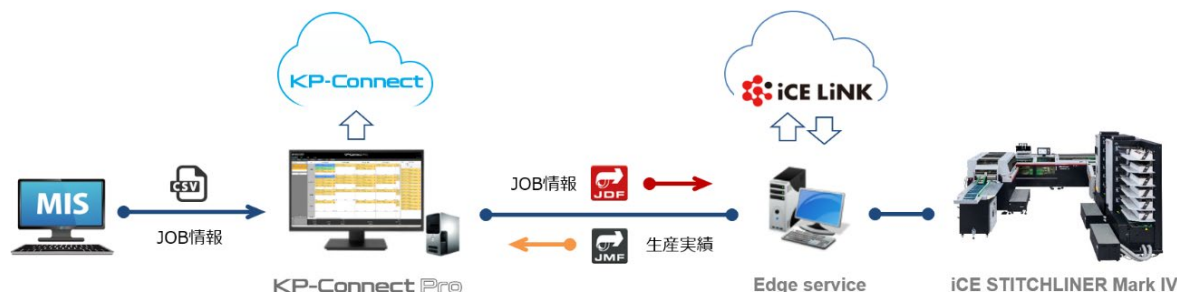 KP-Connect
iCE LiNK
MIS
CSV
JOB情報
JOB情報
JDF
JMF
生産実績
KP-Connect Pro
Edge service
iCE STITCHLINER Mark IV